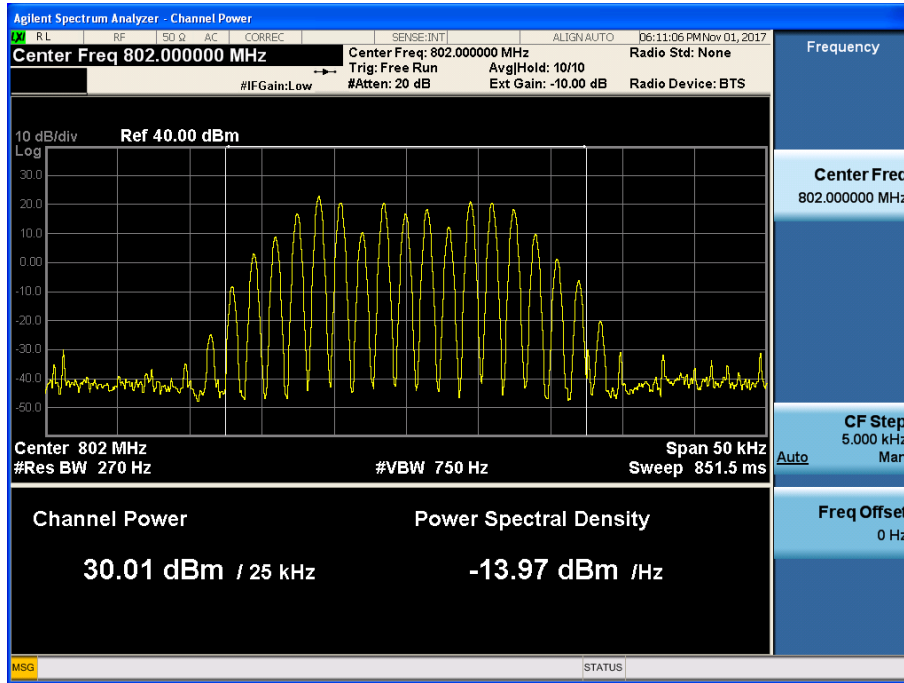 Agilent Spectrum Analyzer - Channel Power
LXI RL RF 50 Ω AC CORREC SENSE:INT ALIGN AUTO 06:11:06 PM Nov 01, 2017
Center Freq 802.000000 MHz
Center Freq: 802.000000 MHz
Radio Std: None
Trig: Free Run
Avg|Hold: 10/10
#IFGain:Low
#Atten: 20 dB
Ext Gain: -10.00 dB
Radio Device: BTS
10 dB/div
Ref 40.00 dBm
Log
30.0
20.0
10.0
0.00
-10.0
-20.0
-30.0
-40.0
-50.0
Center 802 MHz
Span 50 kHz
#Res BW 270 Hz
#VBW 750 Hz
Sweep 851.5 ms
Channel Power
Power Spectral Density
30.01 dBm / 25 kHz
-13.97 dBm /Hz
MSG
STATUS
Frequency
Center Freq
802.000000 MHz
CF Step
5.000 kHz
Auto Man
Freq Offset
0 Hz